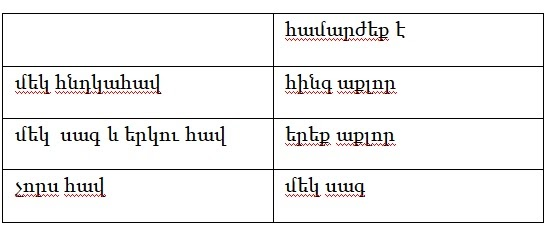 համարժեք է
մեկ հնդկահավ հինգ աքլոր
մեկ  սագ և երկու հավ երեք աքլոր
չորս հավ մեկ սագ